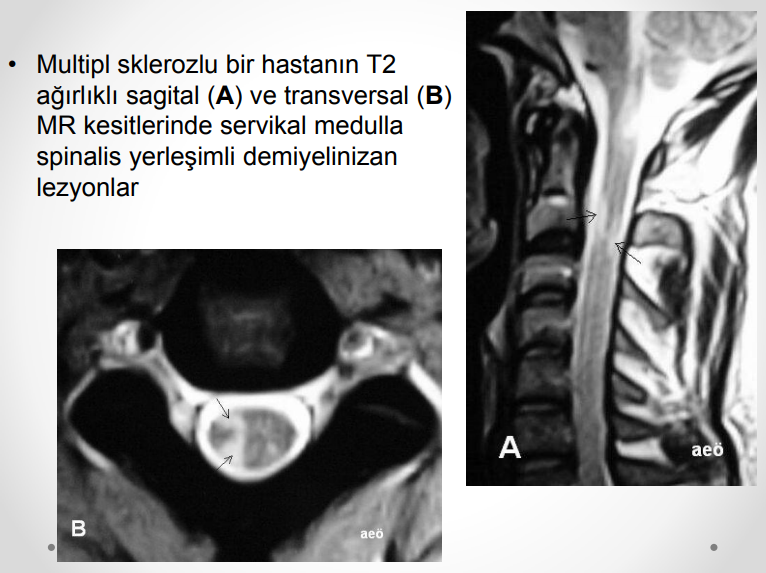 • Multipl sklerozlu bir hastanın T2
ağırlıklı sagital (A) ve transversal (B)
MR kesitlerinde servikal medulla
spinalis yerleşimli demiyelinizan
lezyonlar
A
aeö
B
aeö